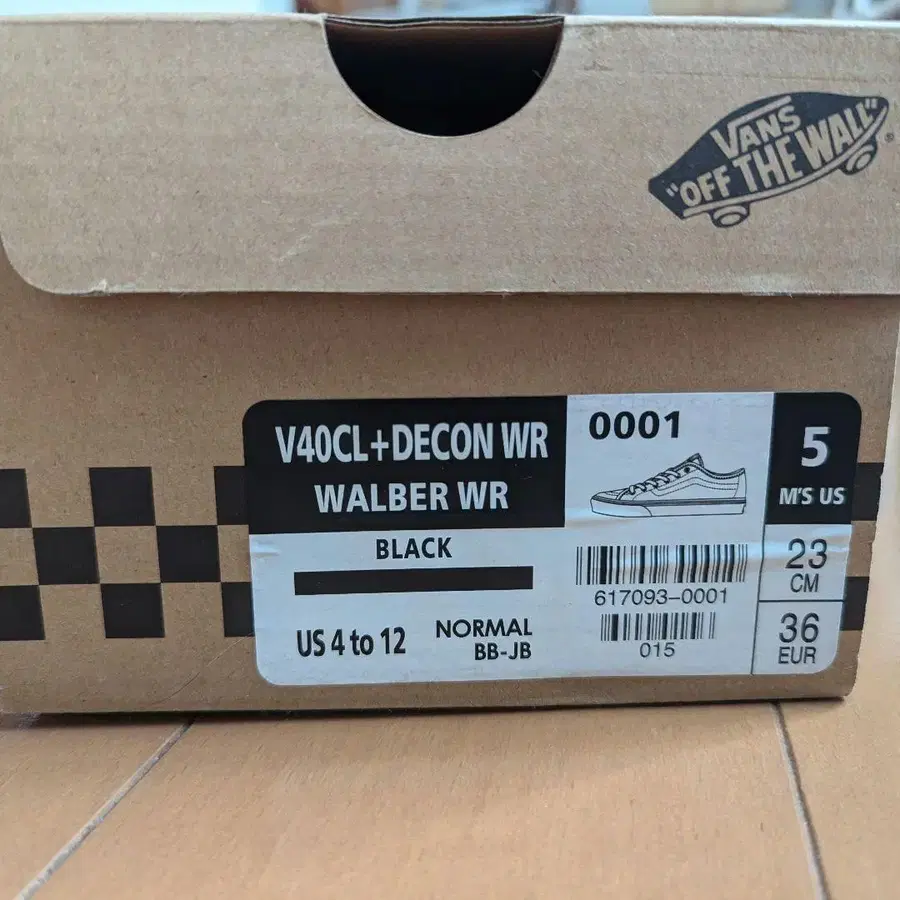 VANS
"OFF THE WALL"
®
V40CL+DECON WR
WALBER WR
BLACK
US 4 to 12
NORMAL
BB-JB
0001
617093-0001
015
5
M'S US
23
CM
36
EUR